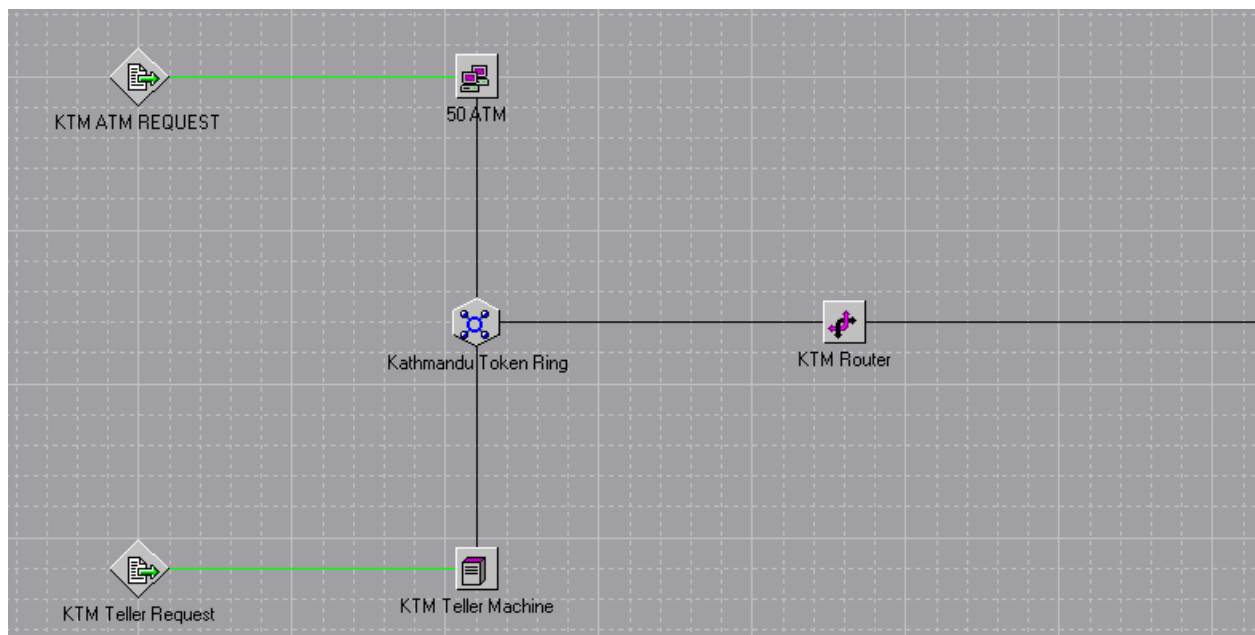 KTM ATM REQUEST
50 ATM
Kathmandu Token Ring
KTM Router
KTM Teller Request
KTM Teller Machine